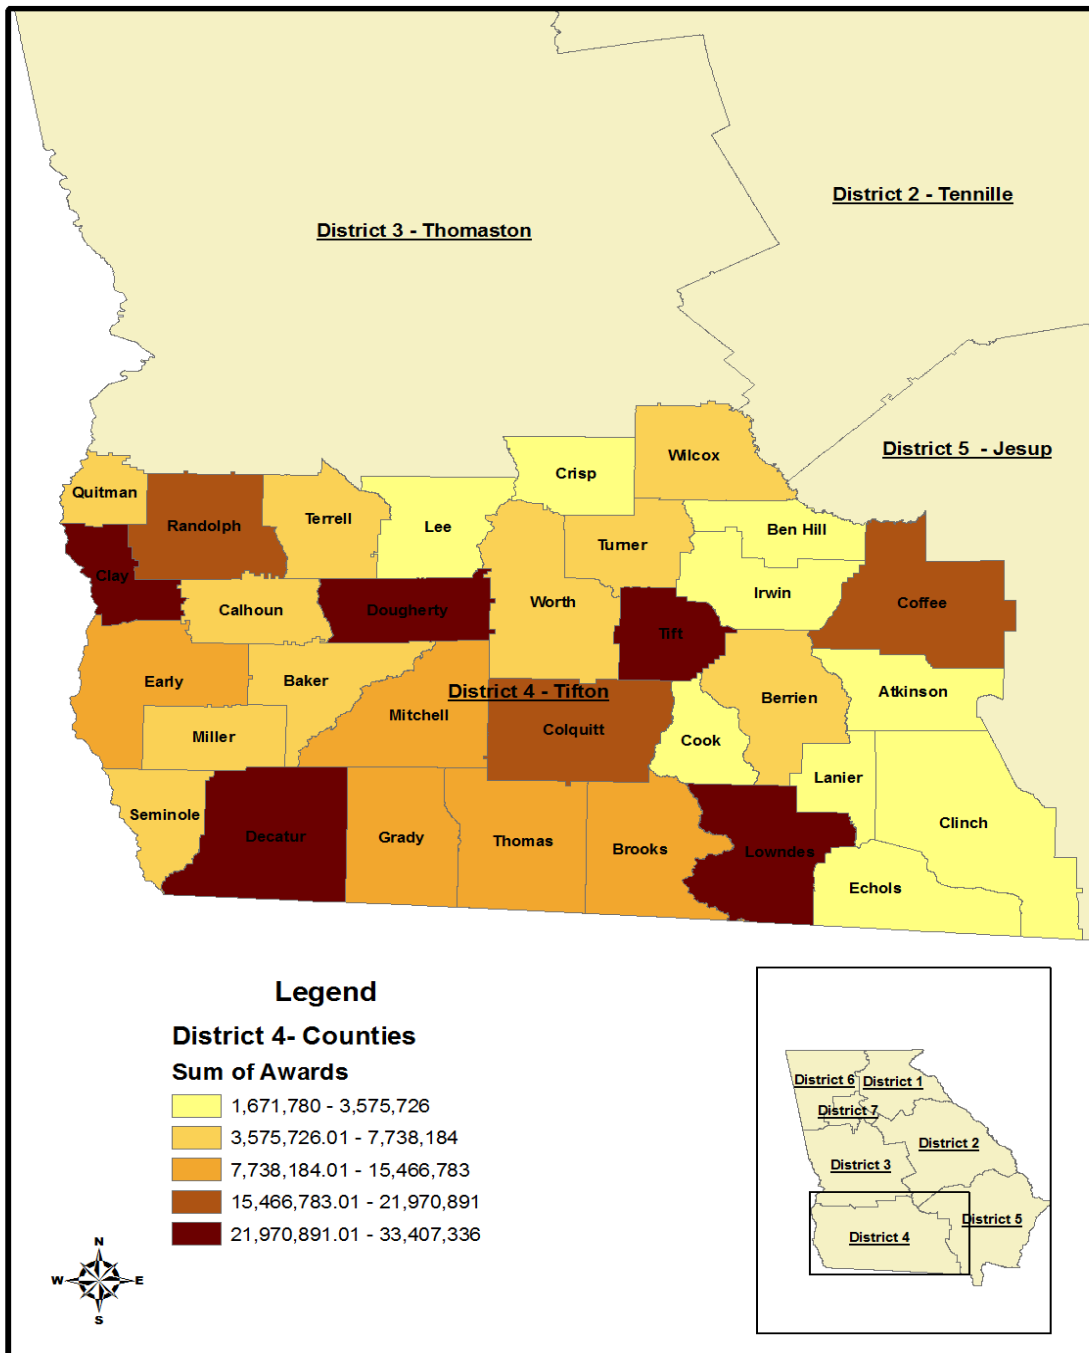 District 2 - Tennille
District 3 - Thomaston
District 5  - Jesup
Wilcox
Crisp
Quitman
Randolph
Terrell
Lee
Ben Hill
Turner
Clay
Calhoun
Dougherty
Worth
Irwin
Coffee
Tift
Early
Baker
District 4 - Tifton
Atkinson
Berrien
Mitchell
Miller
Colquitt
Cook
Lanier
Seminole
Decatur
Grady
Thomas
Brooks
Lowndes
Clinch
Echols
Legend
District 4- Counties
Sum of Awards
1,671,780 - 3,575,726
3,575,726.01 - 7,738,184
7,738,184.01 - 15,466,783
15,466,783.01 - 21,970,891
21,970,891.01 - 33,407,336
N
W
E
S
District 6
District 1
District 7
District 2
District 3
District 5
District 4